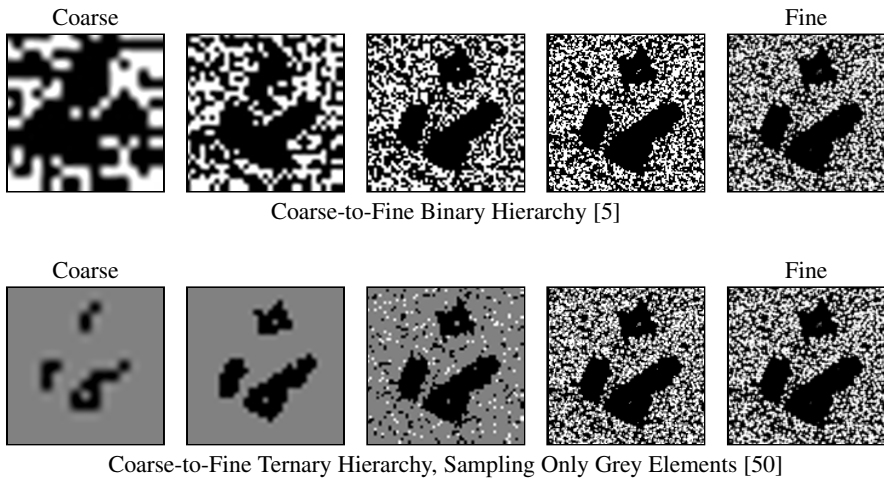 Coarse Fine
Coarse-to-Fine Binary Hierarchy [5]
Coarse Fine
Coarse-to-Fine Ternary Hierarchy, Sampling Only Grey Elements [50]